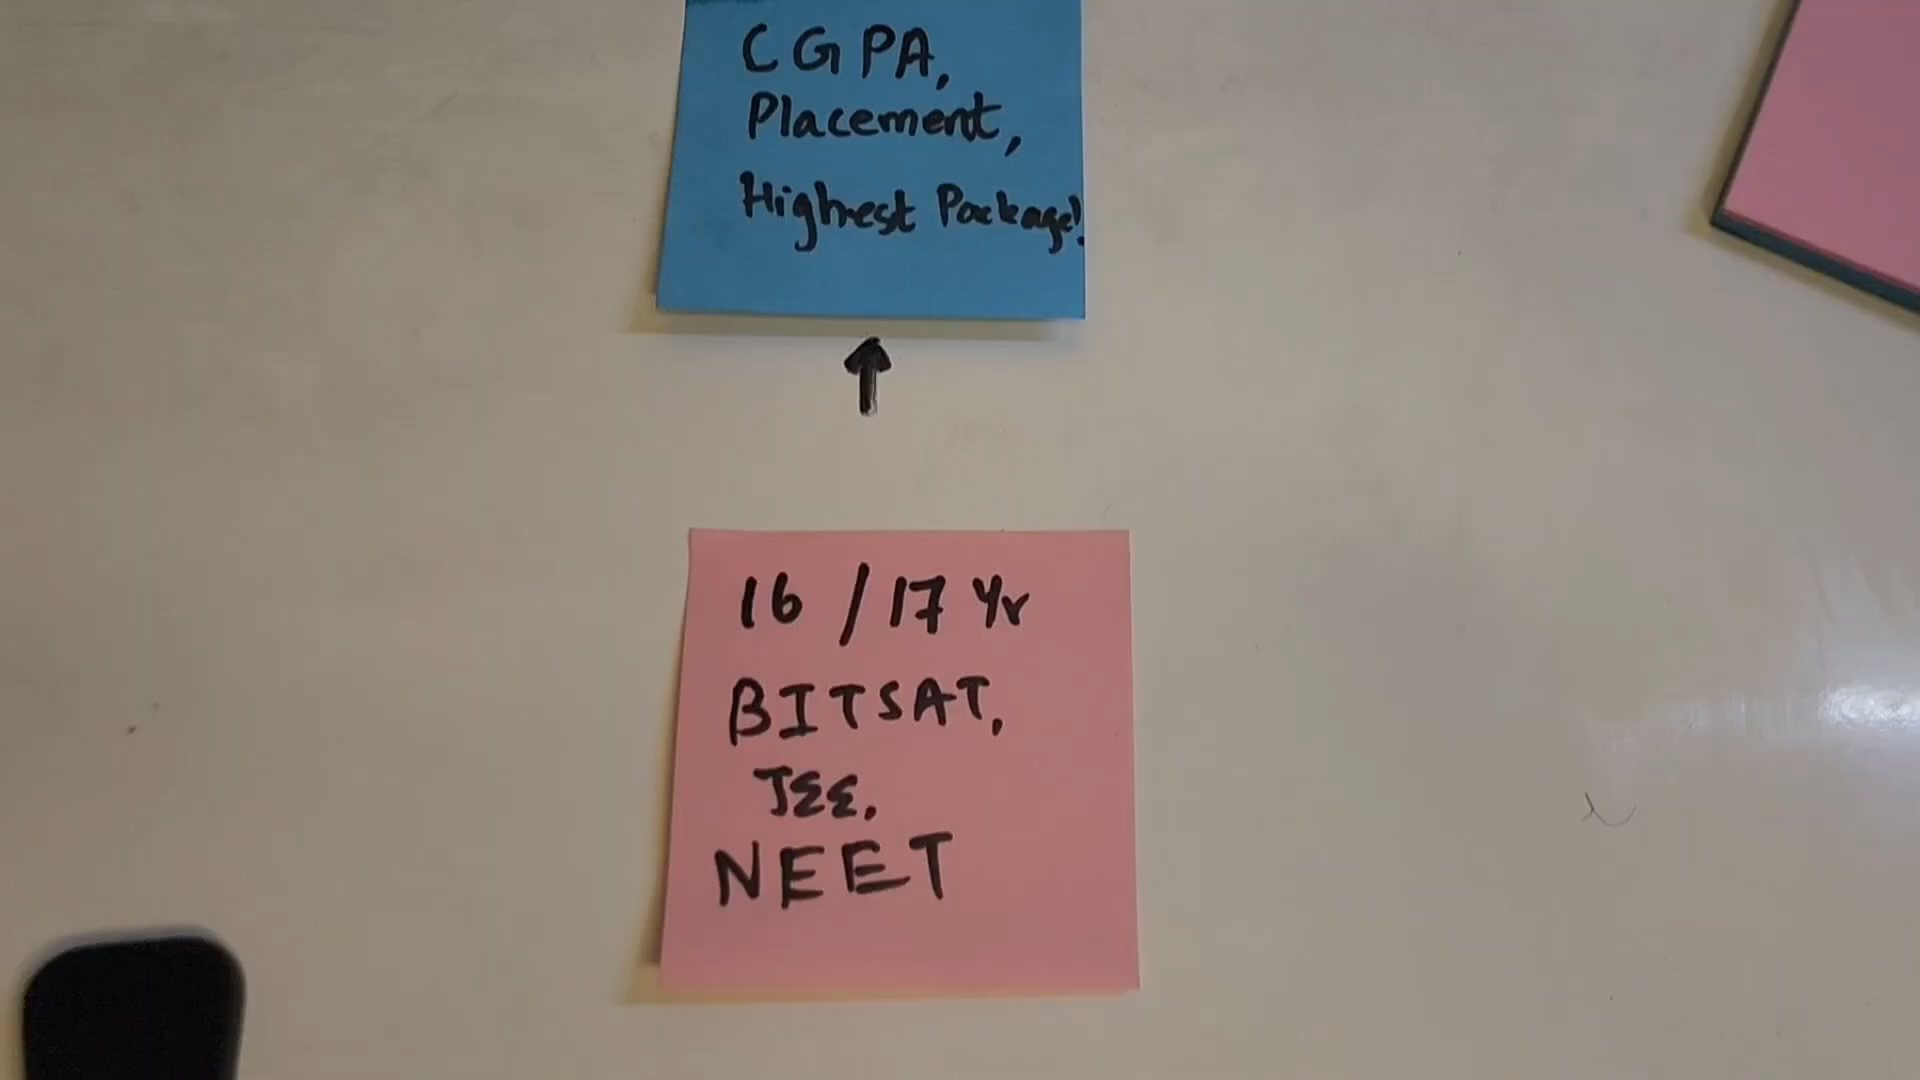 CGPA,
Placement,
Highest Package!
16/17 Yr
BITSAT,
JEE,
NEET